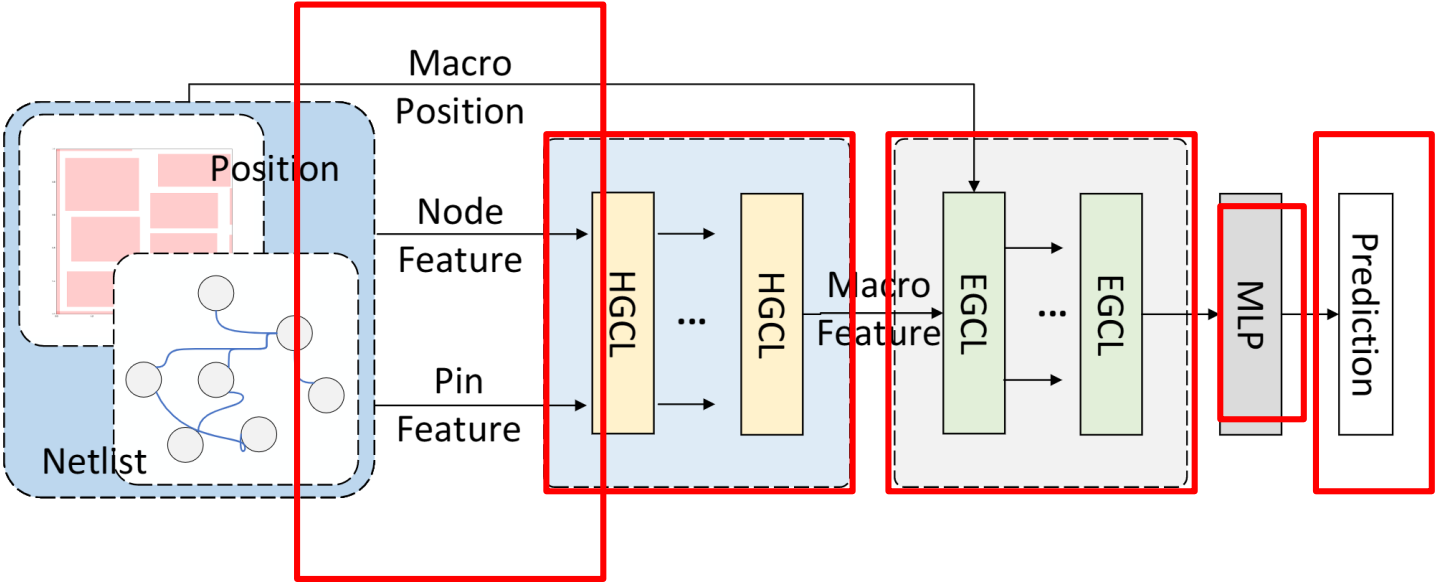 Macro
Position
Position
Node
Feature
Pin
Feature
Netlist
HGCL
...
HGCL
Macro
Feature
EGCL
...
EGCL
MLP
Prediction